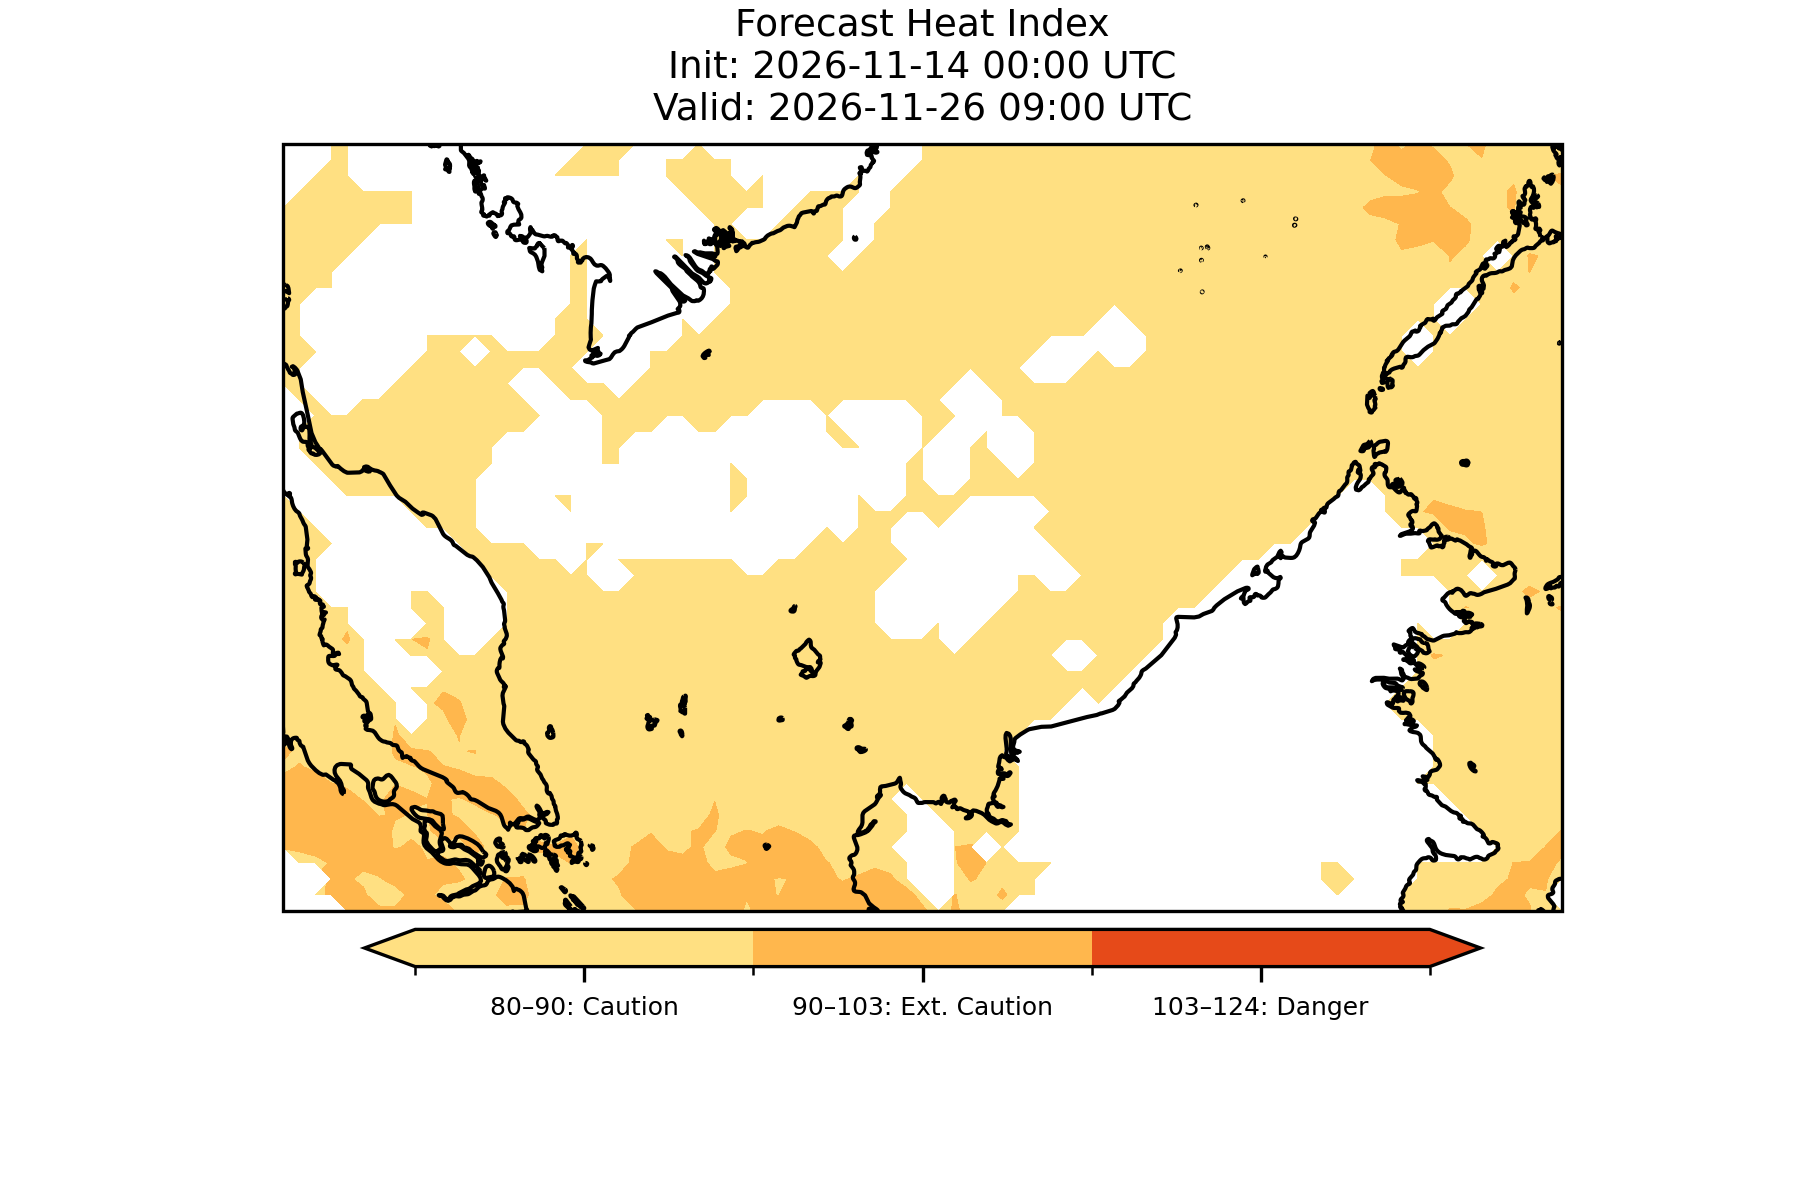 Forecast Heat Index
Init: 2026-11-14 00:00 UTC
Valid: 2026-11-26 09:00 UTC
80–90: Caution
90–103: Ext. Caution
103–124: Danger